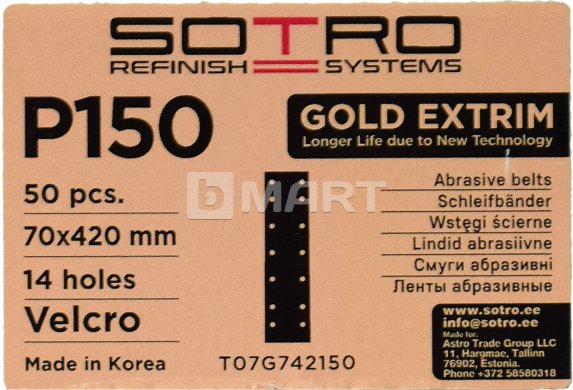 SOTRO
REFINISH SYSTEMS
P150
GOLD EXTRIM
Longer Life due to New Technology
50 pcs.
70x420 mm
14 holes
Velcro
Made in Korea
b MART
T07G742150
Abrasive belts
Schleifbänder
Wstęgi ścierne
Lindid abrasiivne
Смуги абразивні
Ленты абразивные
www.sotro.ee
info@sotro.ee
Made for:
Astro Trade Group LLC
11, Hargmae, Tallinn
76902, Estonia.
Phone +372 58580318